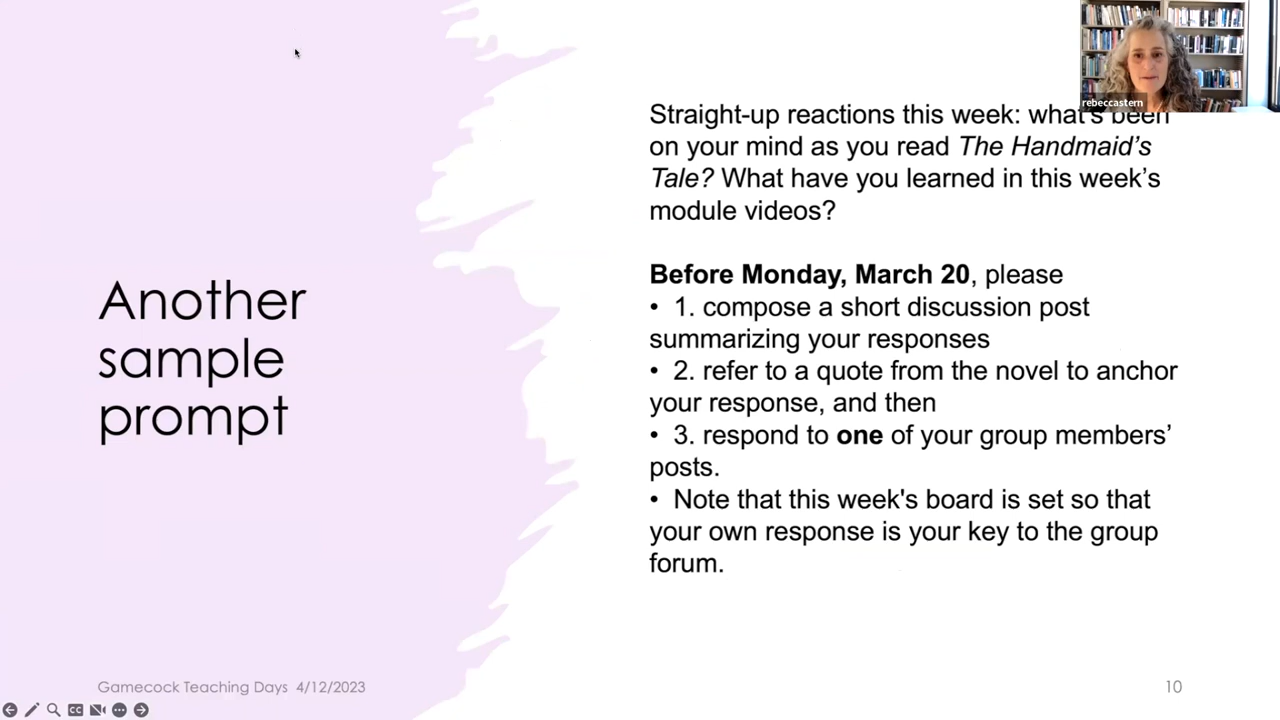 rebeccastern
Straight-up reactions this week: what's been
on your mind as you read The Handmaid's
Tale? What have you learned in this week's
module videos?
Before Monday, March 20, please
• 1. compose a short discussion post
summarizing your responses
• 2. refer to a quote from the novel to anchor
your response, and then
• 3. respond to one of your group members'
posts.
• Note that this week's board is set so that
your own response is your key to the group
forum.
Another
sample
prompt
Gamecock Teaching Days 4/12/2023
10
CC